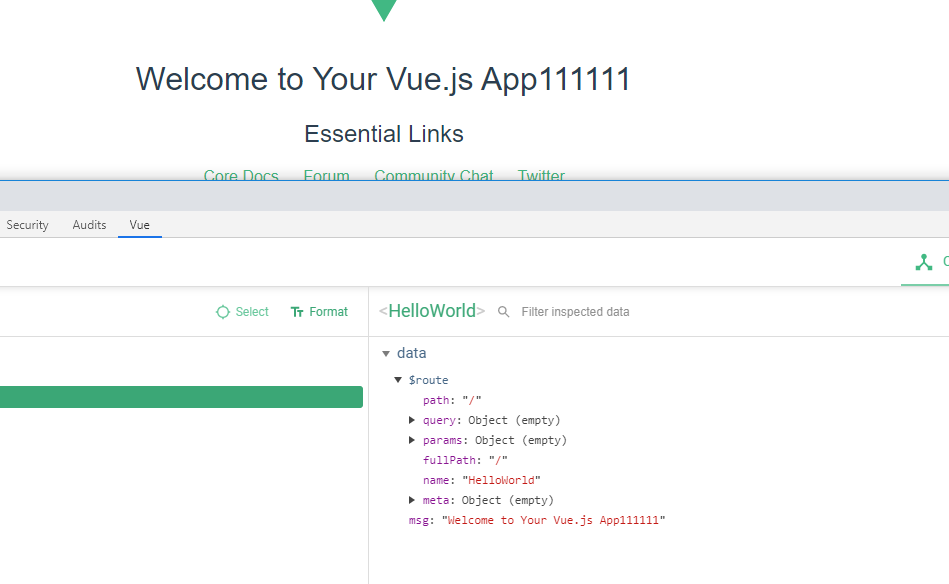 Welcome to Your Vue.js App111111
Essential Links
Core Docs Forum Community Chat Twitter
Security Audits Vue
Select Format <HelloWorld> Filter inspected data
data
$route
path: "/"
query: Object (empty)
params: Object (empty)
fullPath: "/"
name: "HelloWorld"
meta: Object (empty)
msg: "Welcome to Your Vue.js App111111"